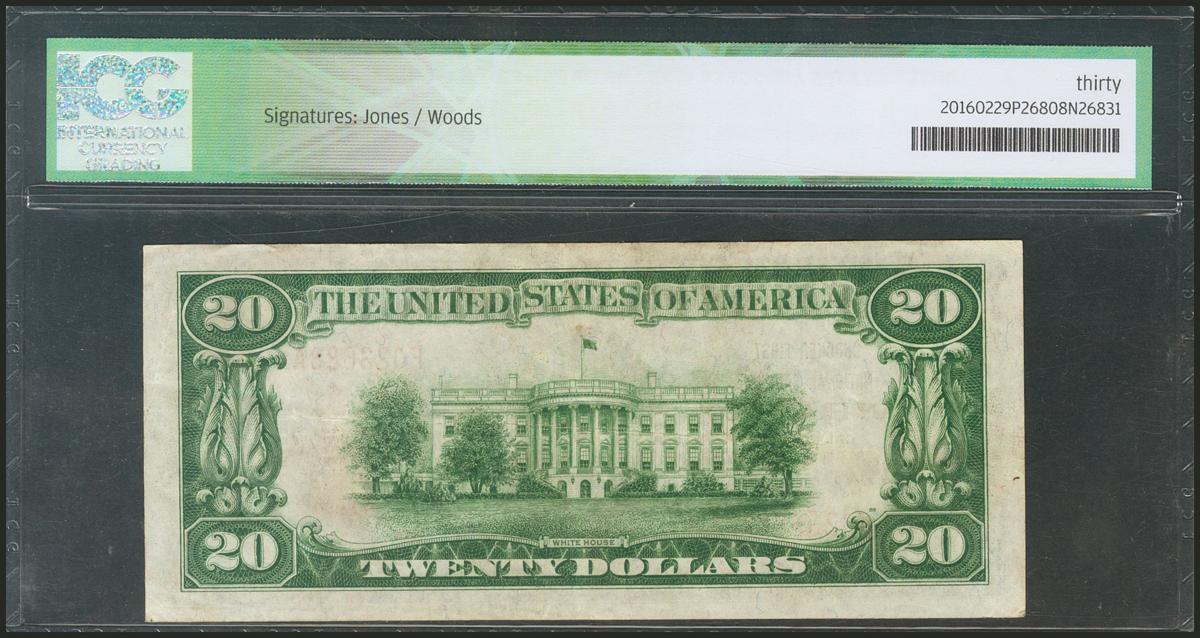 ICG
INTERNATIONAL
CURRENCY
GRADING
Signatures: Jones / Woods
thirty
20160229P26808N26831
20 THE UNITED STATES OF AMERICA 20
WHITE HOUSE
20 TWENTY DOLLARS 20